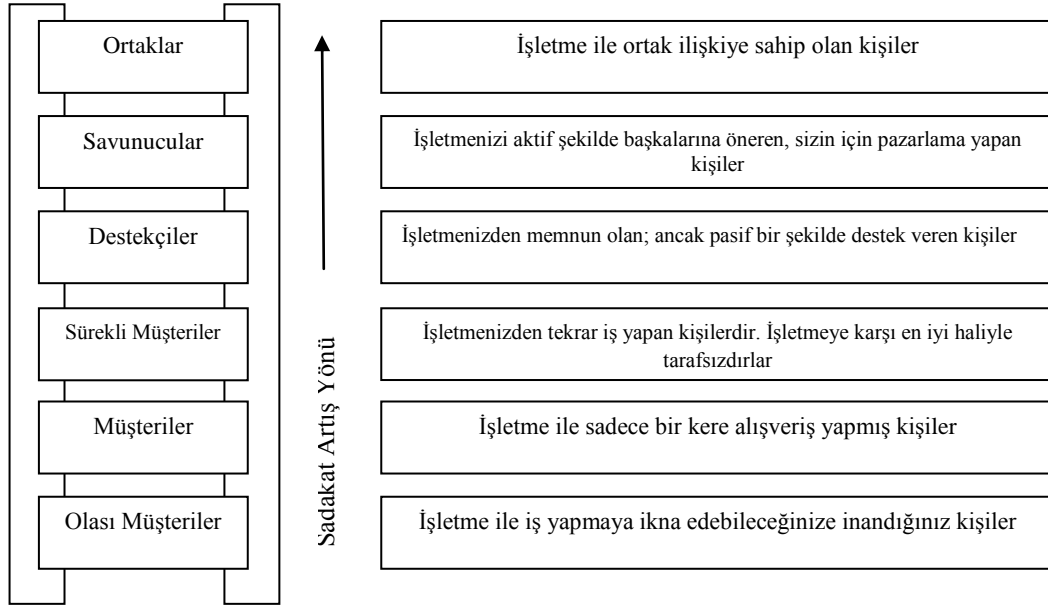 Ortaklar
İşletme ile ortak ilişkiye sahip olan kişiler
Savunucular
İşletmenizi aktif şekilde başkalarına öneren, sizin için pazarlama yapan
kişiler
Destekçiler
İşletmenizden memnun olan; ancak pasif bir şekilde destek veren kişiler
Sürekli Müşteriler
İşletmenizden tekrar iş yapan kişilerdir. İşletmeye karşı en iyi haliyle
tarafsızdırlar
Müşteriler
İşletme ile sadece bir kere alışveriş yapmış kişiler
Olası Müşteriler
İşletme ile iş yapmaya ikna edebileceğinize inandığınız kişiler
Sadakat Artış Yönü